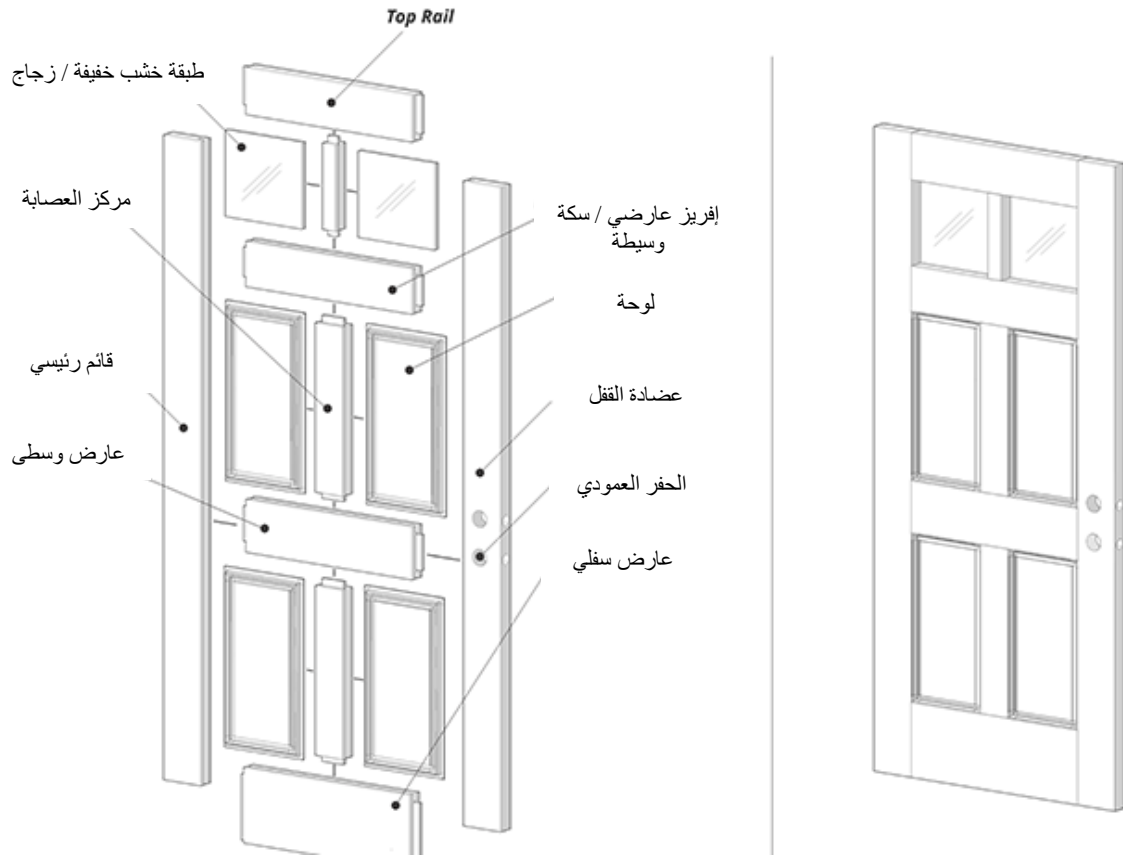 Top Rail
طبقة خشب خفيفة / زجاج
مركز العصابة
إفريز عارضي / سكة
وسيطة
لوحة
قائم رئيسي
عضادة القفل
عارض وسطى
الحفر العمودي
عارض سفلي